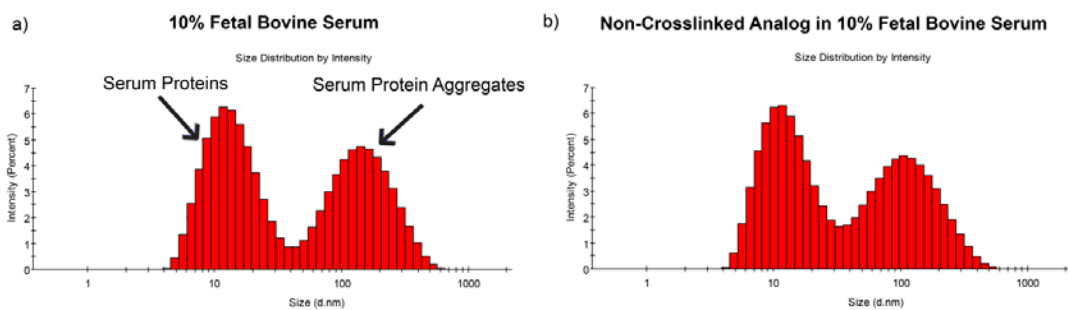 a)
10% Fetal Bovine Serum
Size Distribution by Intensity
Serum Proteins
Serum Protein Aggregates
7
6
5
4
3
2
1
0
Intensity (Percent)
1
10
100
1000
Size (d.nm)
b)
Non-Crosslinked Analog in 10% Fetal Bovine Serum
Size Distribution by Intensity
7
6
5
4
3
2
1
0
Intensity (Percent)
1
10
100
1000
Size (d.nm)